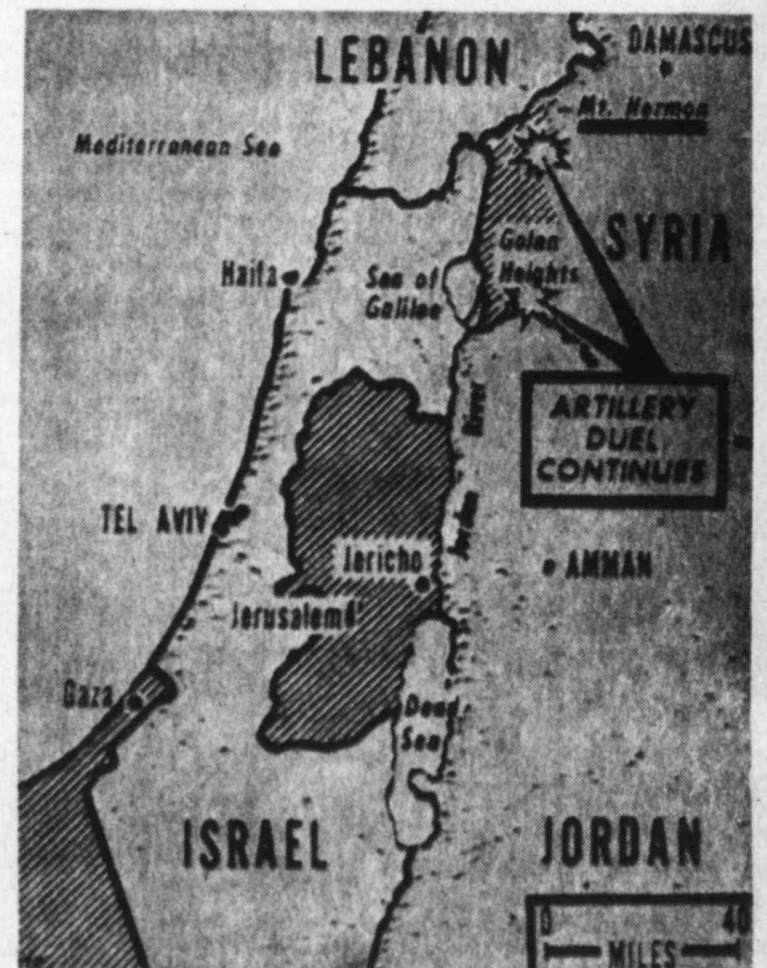 LEBANON
DAMASCUS
Mt. Hermon
Mediterranean Sea
SYRIA
Golan
Heights
Haifa
Sea of
Galilee
ARTILLERY
DUEL
CONTINUES
River
Jordan
TEL AVIV
Jericho
AMMAN
Jerusalem
Gaza
Dead
Sea
ISRAEL
JORDAN
0 40
MILES